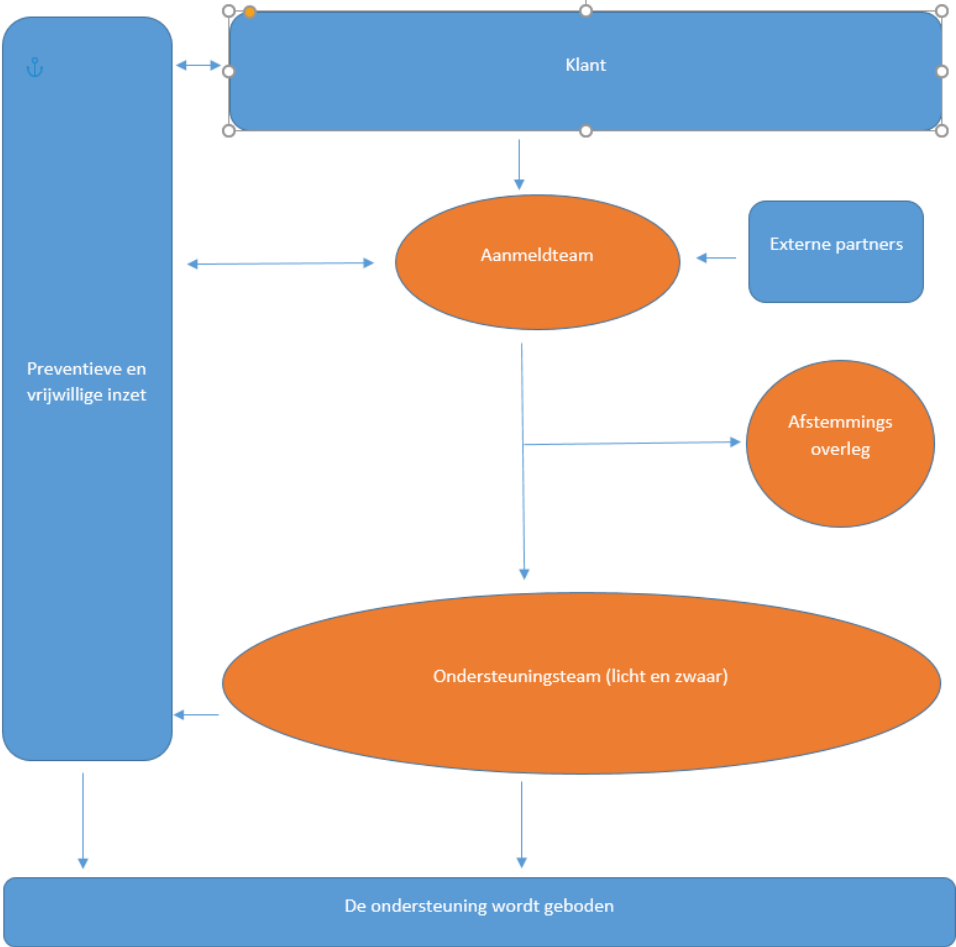 Klant
Aanmeldteam
Externe partners
Preventieve en
vrijwillige inzet
Afstemmings
overleg
Ondersteuningsteam (licht en zwaar)
De ondersteuning wordt geboden